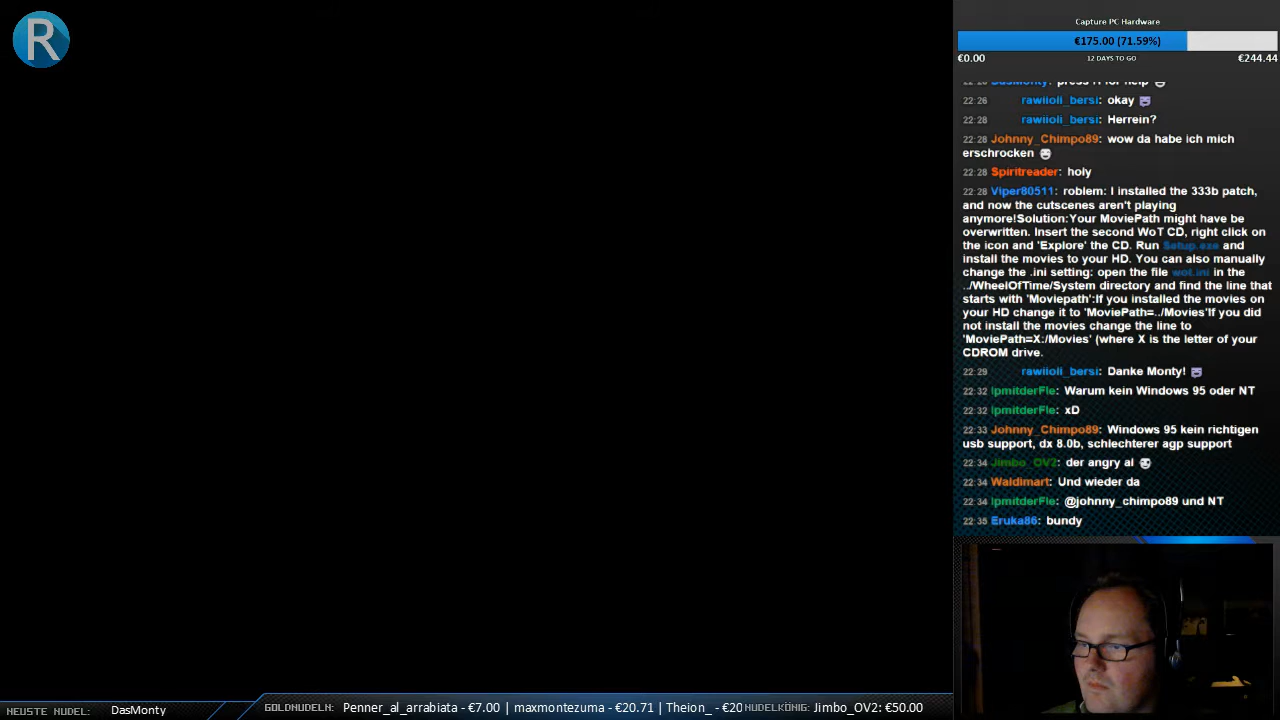 R
Capture PC Hardware
€175.00 (71.59%)
€0.00 12 DAYS TO GO €244.44
22:26 rawiioli_bersi: okay
22:28 rawiioli_bersi: Herrein?
22:28 Johnny_Chimpo89: wow da habe ich mich
erschrocken
22:28 Spiritreader: holy
22:28 Viper80511: roblem: I installed the 333b patch,
and now the cutscenes aren't playing
anymore!Solution:Your MoviePath might have be
overwritten. Insert the second WoT CD, right click on
the icon and 'Explore' the CD. Run Setup.exe and
install the movies to your HD. You can also manually
change the .ini setting: open the file wot.ini in the
../WheelOfTime/System directory and find the line that
starts with 'Moviepath':If you installed the movies on
your HD change it to 'MoviePath=../Movies'If you did
not install the movies change the line to
'MoviePath=X:/Movies' (where X is the letter of your
CDROM drive.
22:29 rawiioli_bersi: Danke Monty!
22:32 IpmitderFle: Warum kein Windows 95 oder NT
22:32 IpmitderFle: xD
22:33 Johnny_Chimpo89: Windows 95 kein richtigen
usb support, dx 8.0b, schlechterer agp support
22:34 Jimbo_OV2: der angry al
22:34 Waldimart: Und wieder da
22:34 IpmitderFle: @johnny_chimpo89 und NT
22:35 Eruka86: bundy
NEUSTE NUDEL: DasMonty
GOLDNUDELN: Penner_al_arrabiata - €7.00 | maxmontezuma - €20.71 | Theion_ - €20
NUDELKÖNIG: Jimbo_OV2: €50.00